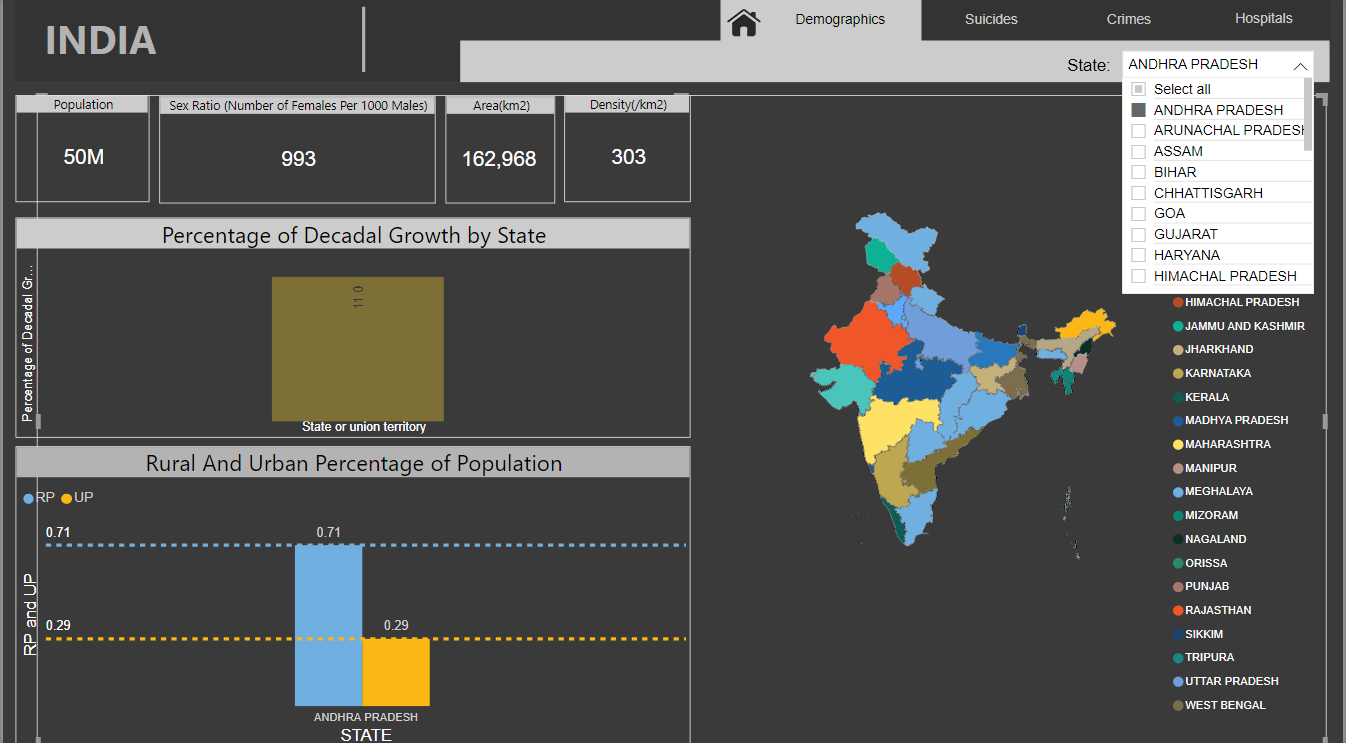 INDIA
Demographics
Suicides
Crimes
Hospitals
State:
ANDHRA PRADESH
Select all
ANDHRA PRADESH
ARUNACHAL PRADESH
ASSAM
BIHAR
CHHATTISGARH
GOA
GUJARAT
HARYANA
HIMACHAL PRADESH
Population
50M
Sex Ratio (Number of Females Per 1000 Males)
993
Area(km2)
162,968
Density(/km2)
303
Percentage of Decadal Growth by State
Percentage of Decadal Gr...
11.0
State or union territory
Rural And Urban Percentage of Population
RP UP
RP and UP
0.71
0.71
0.29
0.29
ANDHRA PRADESH
STATE
HIMACHAL PRADESH
JAMMU AND KASHMIR
JHARKHAND
KARNATAKA
KERALA
MADHYA PRADESH
MAHARASHTRA
MANIPUR
MEGHALAYA
MIZORAM
NAGALAND
ORISSA
PUNJAB
RAJASTHAN
SIKKIM
TRIPURA
UTTAR PRADESH
WEST BENGAL